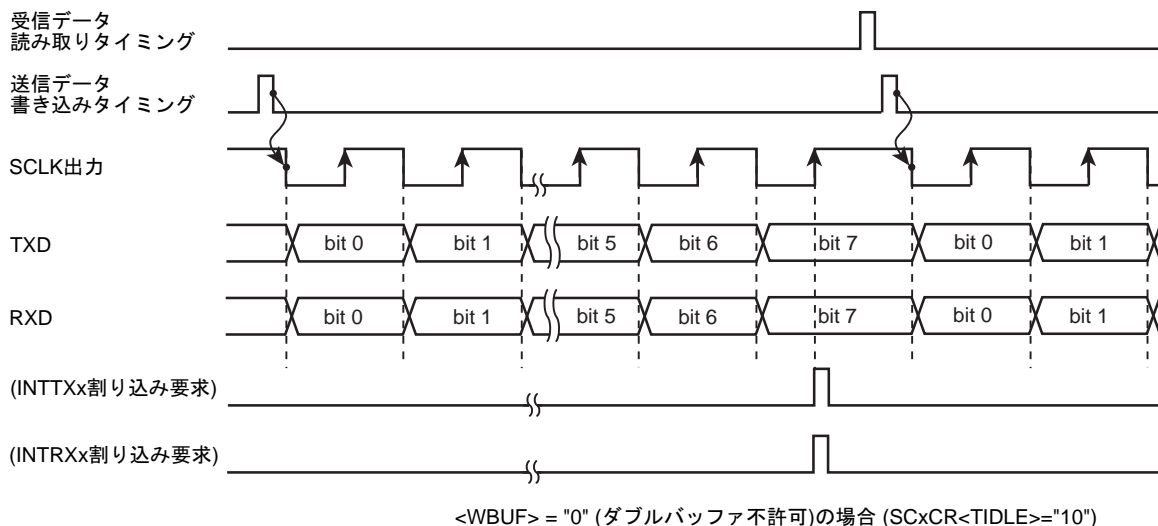 受信データ
読み取りタイミング
送信データ
書き込みタイミング
SCLK出力
TXD
bit 0 bit 1 bit 5 bit 6 bit 7 bit 0 bit 1
RXD
bit 0 bit 1 bit 5 bit 6 bit 7 bit 0 bit 1
(INTTXx割り込み要求)
(INTRXx割り込み要求)
<WBUF> = "0" (ダブルバッファ不許可)の場合 (SCxCR<TIDLE>="10")